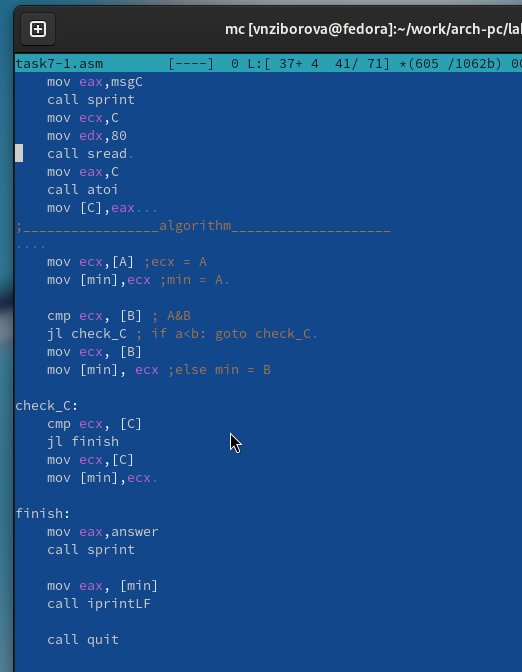 mc [vnziborova@fedora]:~/work/arch-pc/la
task7-1.asm [----] 0 L:[ 37+ 4 41/ 71] *(605 /1062b) 00
mov eax,msgC
call sprint
mov ecx,C
mov edx,80
call sread.
mov eax,C
call atoi
mov [C],eax...
;_________________algorithm____________________
....
mov ecx,[A] ;ecx = A
mov [min],ecx ;min = A.
cmp ecx, [B] ; A&B
jl check_C ; if a<b: goto check_C.
mov ecx, [B]
mov [min], ecx ;else min = B
check_C:
cmp ecx, [C]
jl finish
mov ecx,[C]
mov [min],ecx.
finish:
mov eax,answer
call sprint
mov eax, [min]
call iprintLF
call quit